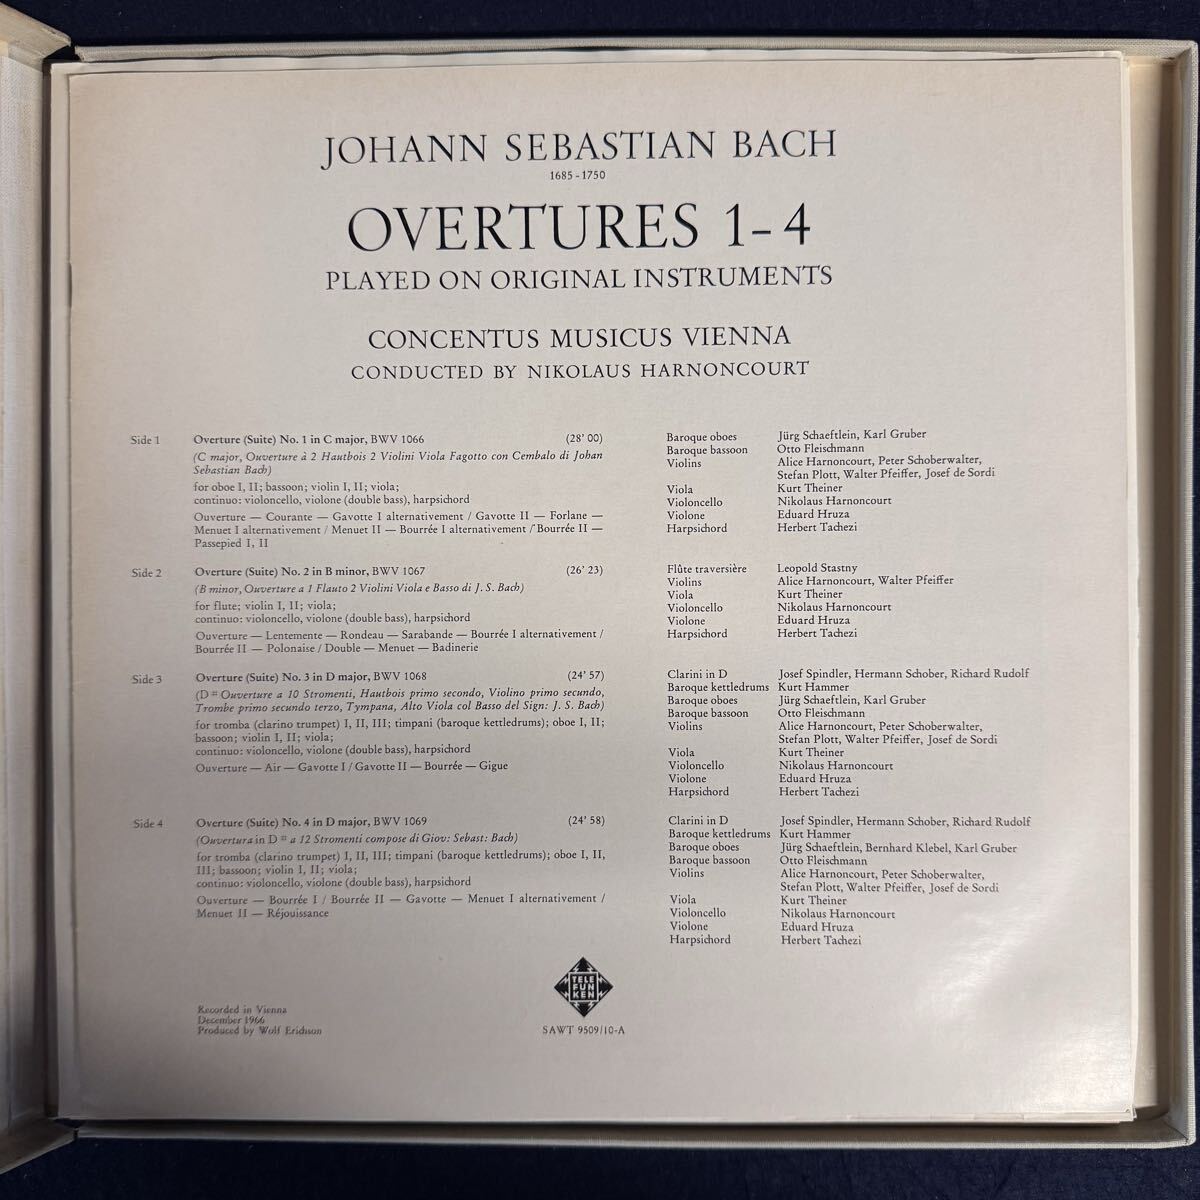 JOHANN SEBASTIAN BACH
1685-1750
OVERTURES 1-4
PLAYED ON ORIGINAL INSTRUMENTS
CONCENTUS MUSICUS VIENNA
CONDUCTED BY NIKOLAUS HARNONCOURT
Side 1 Overture (Suite) No. 1 in C major, BWV 1066 (28' 00)
(C major, Ouverture à 2 Hautbois 2 Violini Viola Fagotto con Cembalo di Johan
Sebastian Bach)
for oboe I, II; bassoon; violin I, II; viola;
continuo: violoncello, violone (double bass), harpsichord
Ouverture — Courante — Gavotte I alternativement / Gavotte II — Forlane —
Menuet I alternativement / Menuet II — Bourrée I alternativement / Bourrée II —
Passepied I, II
Baroque oboes Jürg Schaeftlein, Karl Gruber
Baroque bassoon Otto Fleischmann
Violins Alice Harnoncourt, Peter Schoberwalter,
Stefan Plott, Walter Pfeiffer, Josef de Sordi
Viola Kurt Theiner
Violoncello Nikolaus Harnoncourt
Violone Eduard Hruza
Harpsichord Herbert Tachezi
Side 2 Overture (Suite) No. 2 in B minor, BWV 1067 (26' 23)
(B minor, Ouverture a 1 Flauto 2 Violini Viola e Basso di J. S. Bach)
for flute; violin I, II; viola;
continuo: violoncello, violone (double bass), harpsichord
Ouverture — Lentemente — Rondeau — Sarabande — Bourrée I alternativement /
Bourrée II — Polonaise / Double — Menuet — Badinerie
Flûte traversière Leopold Stastny
Violins Alice Harnoncourt, Walter Pfeiffer
Viola Kurt Theiner
Violoncello Nikolaus Harnoncourt
Violone Eduard Hruza
Harpsichord Herbert Tachezi
Side 3 Overture (Suite) No. 3 in D major, BWV 1068 (24' 57)
(D # Ouverture a 10 Stromenti, Hautbois primo secondo, Violino primo secundo,
Trombe primo secundo terzo, Tympana, Alto Viola col Basso del Sign: J. S. Bach)
for tromba (clarino trumpet) I, II, III; timpani (baroque kettledrums); oboe I, II;
bassoon; violin I, II; viola;
continuo: violoncello, violone (double bass), harpsichord
Ouverture — Air — Gavotte I / Gavotte II — Bourrée — Gigue
Clarini in D Josef Spindler, Hermann Schober, Richard Rudolf
Baroque kettledrums Kurt Hammer
Baroque oboes Jürg Schaeftlein, Karl Gruber
Baroque bassoon Otto Fleischmann
Violins Alice Harnoncourt, Peter Schoberwalter,
Stefan Plott, Walter Pfeiffer, Josef de Sordi
Viola Kurt Theiner
Violoncello Nikolaus Harnoncourt
Violone Eduard Hruza
Harpsichord Herbert Tachezi
Side 4 Overture (Suite) No. 4 in D major, BWV 1069 (24' 58)
(Ouvertura in D # a 12 Stromenti compose di Giov: Sebast: Bach)
for tromba (clarino trumpet) I, II, III; timpani (baroque kettledrums); oboe I, II,
III; bassoon; violin I, II; viola;
continuo: violoncello, violone (double bass), harpsichord
Ouverture — Bourrée I / Bourrée II — Gavotte — Menuet I alternativement /
Menuet II — Réjouissance
Clarini in D Josef Spindler, Hermann Schober, Richard Rudolf
Baroque kettledrums Kurt Hammer
Baroque oboes Jürg Schaeftlein, Bernhard Klebel, Karl Gruber
Baroque bassoon Otto Fleischmann
Violins Alice Harnoncourt, Peter Schoberwalter,
Stefan Plott, Walter Pfeiffer, Josef de Sordi
Viola Kurt Theiner
Violoncello Nikolaus Harnoncourt
Violone Eduard Hruza
Harpsichord Herbert Tachezi
TELE
FUN
KEN
Recorded in Vienna
December 1966
Produced by Wolf Erichson
SAWT 9509/10-A